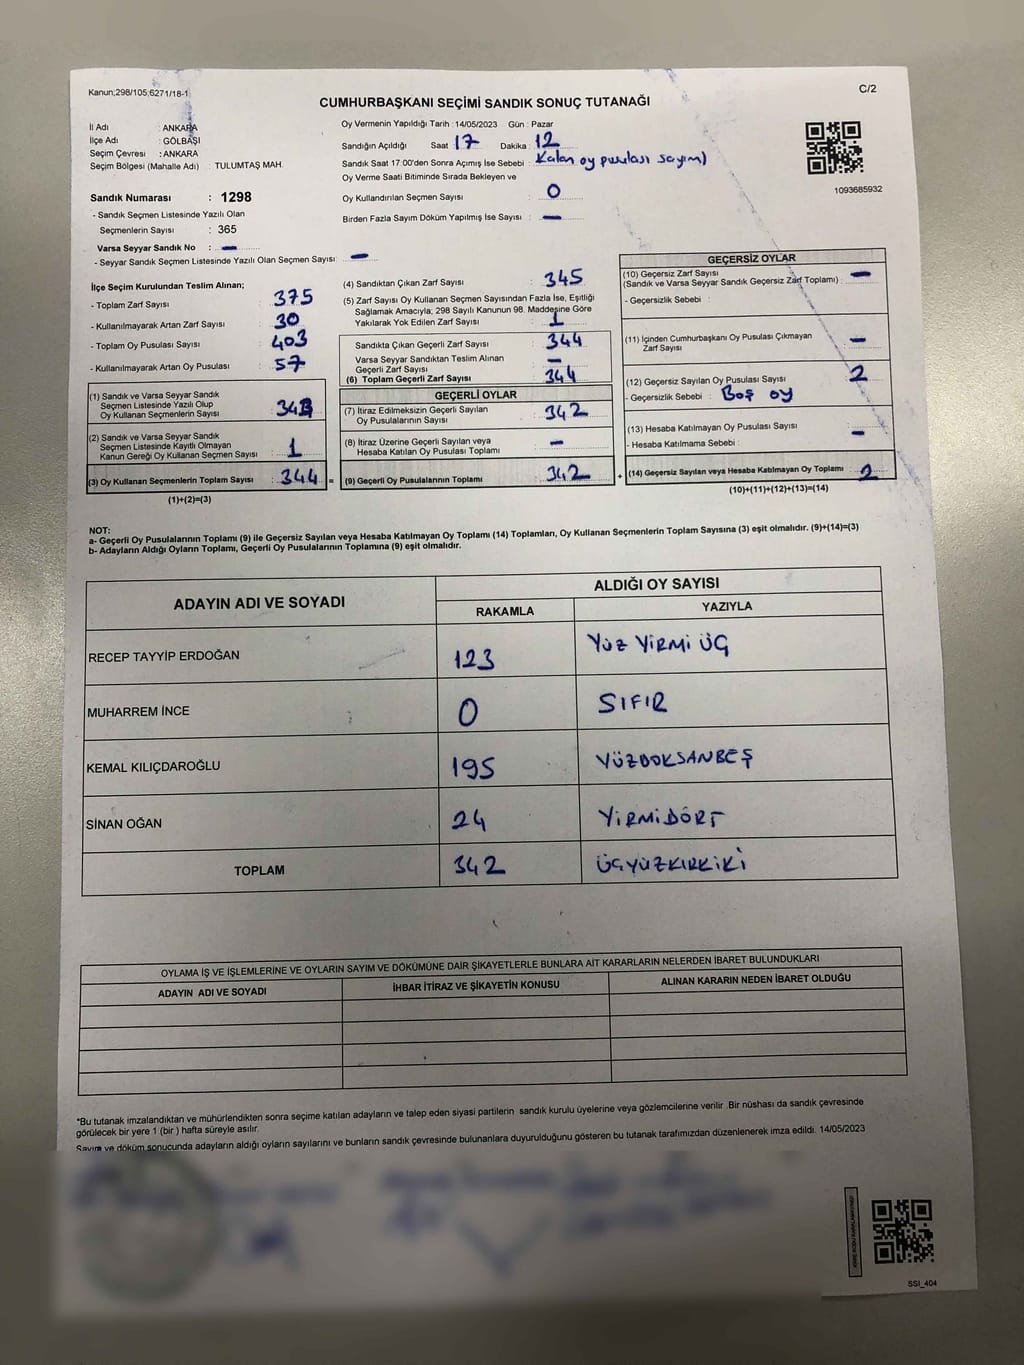 Kanun;298/105;6271/18-1
C/2
CUMHURBAŞKANI SEÇİMİ SANDIK SONUÇ TUTANAĞI
İl Adı : ANKARA
İlçe Adı : GÖLBAŞI
Seçim Çevresi : ANKARA
Seçim Bölgesi (Mahalle Adı) : TULUMTAŞ MAH.
Sandık Numarası : 1298
- Sandık Seçmen Listesinde Yazılı Olan
Seçmenlerin Sayısı : 365
Varsa Seyyar Sandık No : –
- Seyyar Sandık Seçmen Listesinde Yazılı Olan Seçmen Sayısı : –
Oy Vermenin Yapıldığı Tarih : 14/05/2023 Gün : Pazar
Sandığın Açıldığı Saat 17 Dakika : 12
Sandık Saat 17:00'den Sonra Açımış İse Sebebi : Kalan oy pusulası sayımı
Oy Verme Saati Bitiminde Sırada Bekleyen ve
Oy Kullandırılan Seçmen Sayısı : 0
Birden Fazla Sayım Döküm Yapılmış İse Sayısı : –
1093685932
İlçe Seçim Kurulundan Teslim Alınan;
- Toplam Zarf Sayısı : 375
- Kullanılmayarak Artan Zarf Sayısı : 30
- Toplam Oy Pusulası Sayısı : 403
- Kullanılmayarak Artan Oy Pusulası : 57
(1) Sandık ve Varsa Seyyar Sandık
Seçmen Listesinde Yazılı Olup
Oy Kullanan Seçmenlerin Sayısı : 343
(2) Sandık ve Varsa Seyyar Sandık
Seçmen Listesinde Kayıtlı Olmayan
Kanun Gereği Oy Kullanan Seçmen Sayısı : 1
(3) Oy Kullanan Seçmenlerin Toplam Sayısı : 344 =
(1)+(2)=(3)
(4) Sandıktan Çıkan Zarf Sayısı : 345
(5) Zarf Sayısı Oy Kullanan Seçmen Sayısından Fazla İse, Eşitliği
Sağlamak Amacıyla; 298 Sayılı Kanunun 98. Maddesine Göre
Yakılarak Yok Edilen Zarf Sayısı : 1
Sandıkta Çıkan Geçerli Zarf Sayısı : 344
Varsa Seyyar Sandıktan Teslim Alınan
Geçerli Zarf Sayısı : –
(6) Toplam Geçerli Zarf Sayısı : 344
GEÇERLİ OYLAR
(7) İtiraz Edilmeksizin Geçerli Sayılan
Oy Pusulalarının Sayısı : 342
(8) İtiraz Üzerine Geçerli Sayılan veya
Hesaba Katılan Oy Pusulası Toplamı : –
(9) Geçerli Oy Pusulalarının Toplamı : 342 +
GEÇERSİZ OYLAR
(10) Geçersiz Zarf Sayısı
(Sandık ve Varsa Seyyar Sandık Geçersiz Zarf Toplamı) : –
- Geçersizlik Sebebi :
(11) İçinden Cumhurbaşkanı Oy Pusulası Çıkmayan
Zarf Sayısı : –
(12) Geçersiz Sayılan Oy Pusulası Sayısı : 2
- Geçersizlik Sebebi : Boş oy
(13) Hesaba Katılmayan Oy Pusulası Sayısı : –
- Hesaba Katılmama Sebebi :
(14) Geçersiz Sayılan veya Hesaba Katılmayan Oy Toplamı : 2
(10)+(11)+(12)+(13)=(14)
NOT:
a- Geçerli Oy Pusulalarının Toplamı (9) ile Geçersiz Sayılan veya Hesaba Katılmayan Oy Toplamı (14) Toplamları, Oy Kullanan Seçmenlerin Toplam Sayısına (3) eşit olmalıdır. (9)+(14)=(3)
b- Adayların Aldığı Oyların Toplamı, Geçerli Oy Pusulalarının Toplamına (9) eşit olmalıdır.
ADAYIN ADI VE SOYADI
ALDIĞI OY SAYISI
RAKAMLA YAZIYLA
RECEP TAYYİP ERDOĞAN 123 YÜZ YİRMİ ÜÇ
MUHARREM İNCE 0 SIFIR
KEMAL KILIÇDAROĞLU 195 YÜZDOKSANBEŞ
SİNAN OĞAN 24 YİRMİDÖRT
TOPLAM 342 ÜÇYÜZKIRKİKİ
OYLAMA İŞ VE İŞLEMLERİNE VE OYLARIN SAYIM VE DÖKÜMÜNE DAİR ŞİKAYETLERLE BUNLARA AİT KARARLARIN NELERDEN İBARET BULUNDUKLARI
ADAYIN ADI VE SOYADI İHBAR İTİRAZ VE ŞİKAYETİN KONUSU ALINAN KARARIN NEDEN İBARET OLDUĞU
*Bu tutanak imzalandıktan ve mühürlendikten sonra seçime katılan adayların ve talep eden siyasi partilerin sandık kurulu üyelerine veya gözlemcilerine verilir .Bir nüshası da sandık çevresinde
görülecek bir yere 1 (bir ) hafta süreyle asılır.
Sayım ve döküm sonucunda adayların aldığı oyların sayılarını ve bunların sandık çevresinde bulunanlara duyurulduğunu gösteren bu tutanak tarafımızdan düzenlenerek imza edildi. 14/05/2023
SSI_404